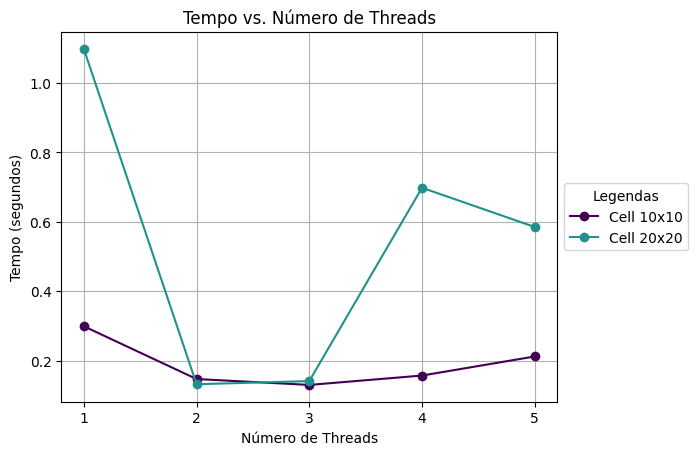 Tempo vs. Número de Threads
Tempo (segundos)
1.0
0.8
0.6
0.4
0.2
1 2 3 4 5
Número de Threads
Legendas
Cell 10x10
Cell 20x20